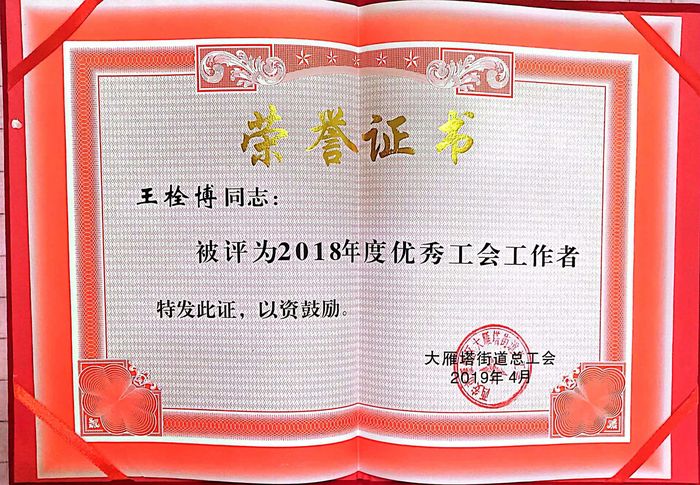 荣誉证书
王栓博同志：
被评为2018年度优秀工会工作者
特发此证，以资鼓励。
大雁塔街道总工会
2019年4月